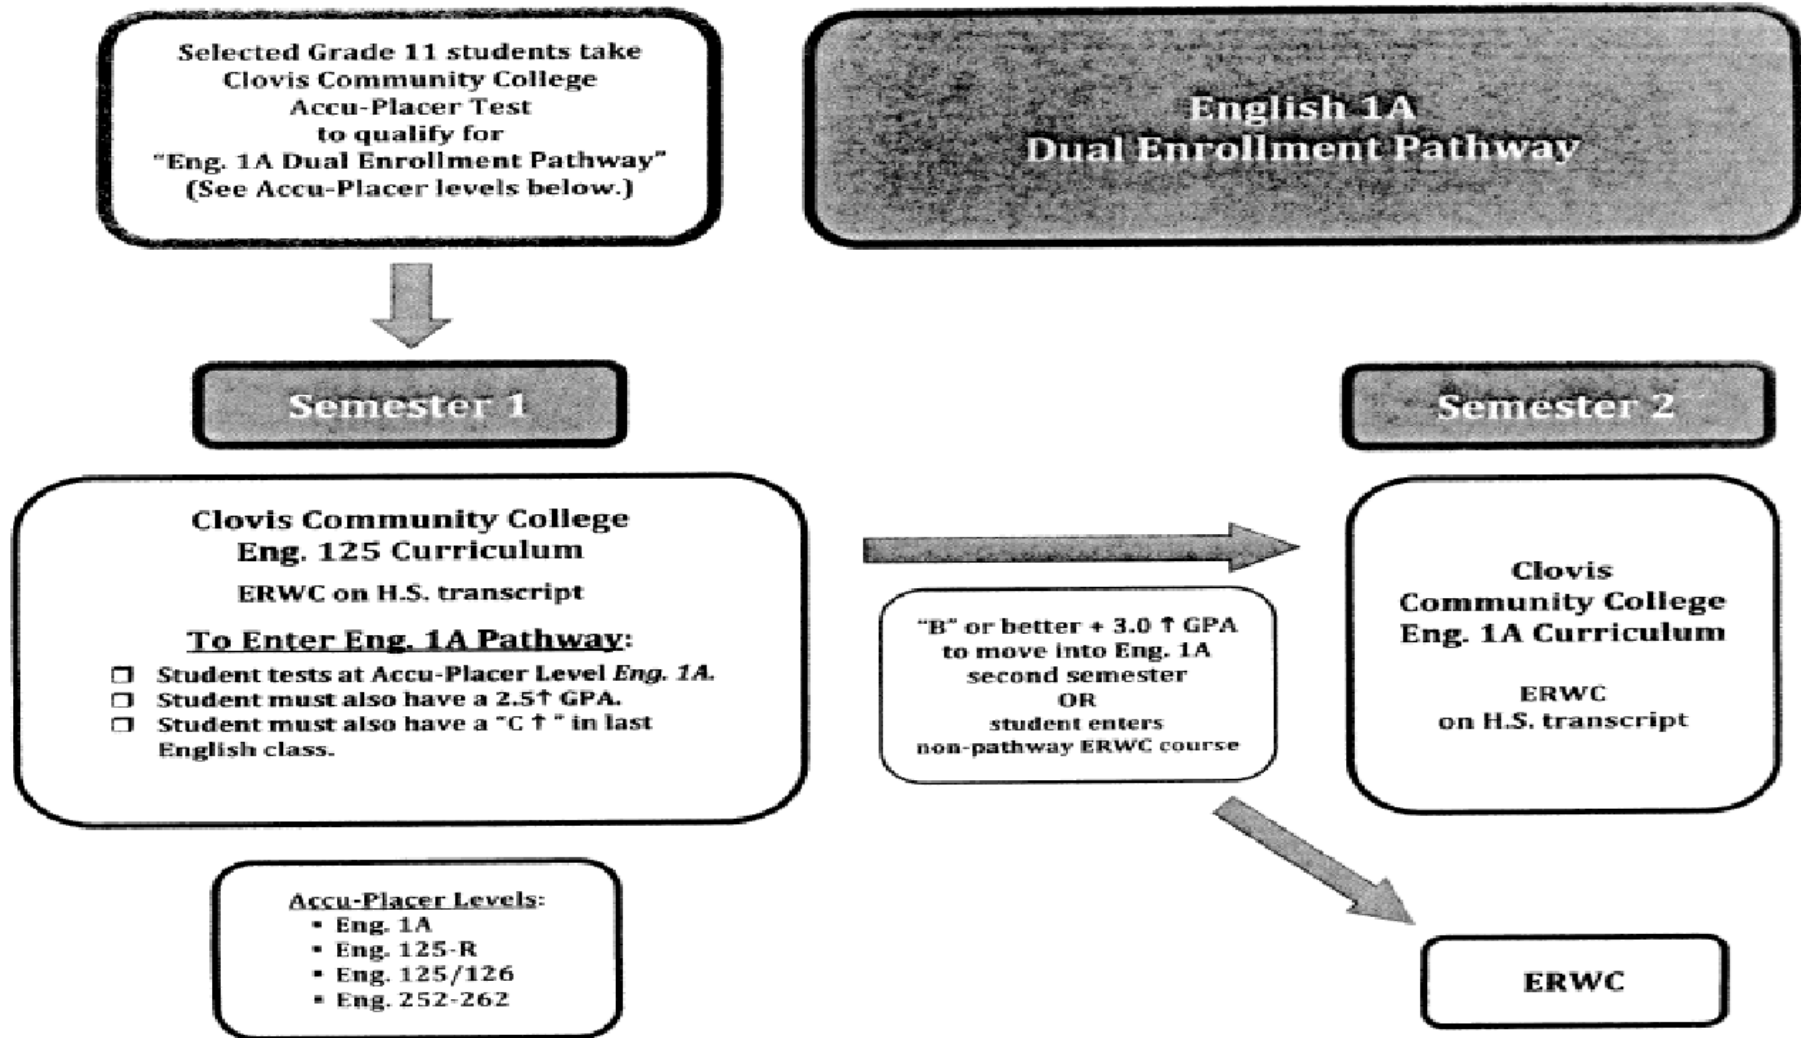 Selected Grade 11 students take
Clovis Community College
Accu-Placer Test
to qualify for
"Eng. 1A Dual Enrollment Pathway"
(See Accu-Placer levels below.)
English 1A
Dual Enrollment Pathway
Semester 1
Semester 2
Clovis Community College
Eng. 125 Curriculum
ERWC on H.S. transcript
To Enter Eng. 1A Pathway:
❐ Student tests at Accu-Placer Level Eng. 1A.
❐ Student must also have a 2.5↑ GPA.
❐ Student must also have a "C ↑ " in last
English class.
"B" or better + 3.0 ↑ GPA
to move into Eng. 1A
second semester
OR
student enters
non-pathway ERWC course
Clovis
Community College
Eng. 1A Curriculum
ERWC
on H.S. transcript
Accu-Placer Levels:
▪ Eng. 1A
▪ Eng. 125-R
▪ Eng. 125/126
▪ Eng. 252-262
ERWC